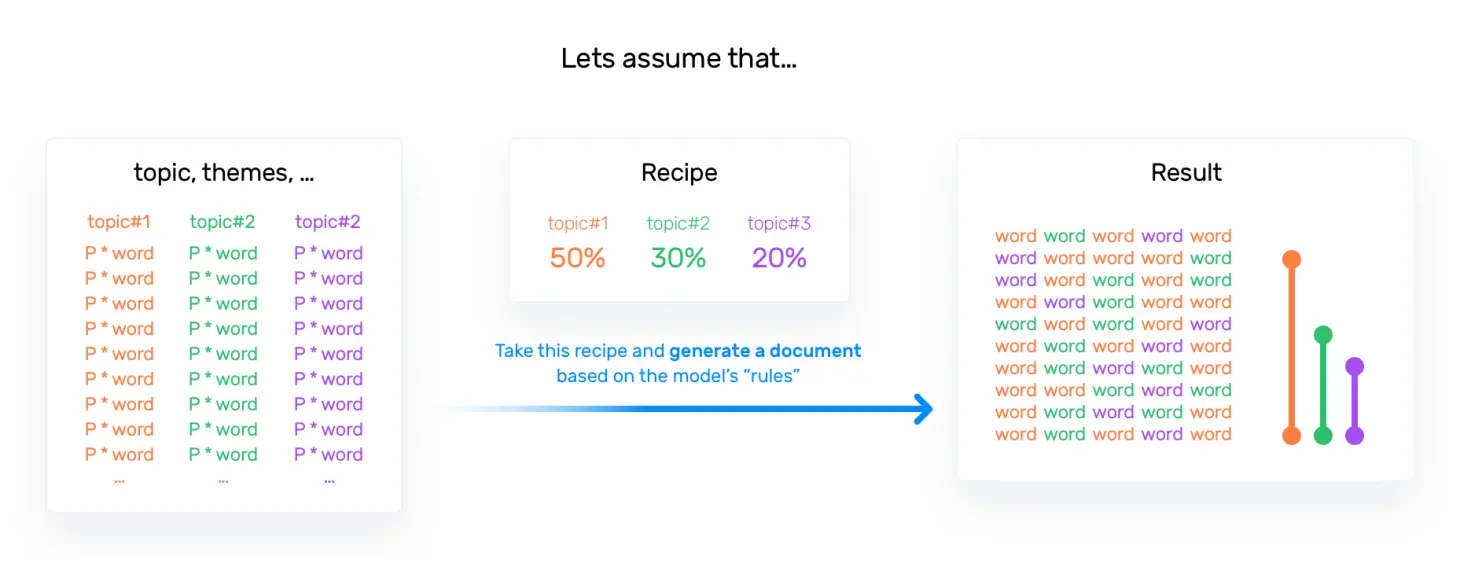 Lets assume that...
topic, themes, ...
topic#1 topic#2 topic#2
P * word P * word P * word
P * word P * word P * word
P * word P * word P * word
P * word P * word P * word
P * word P * word P * word
P * word P * word P * word
P * word P * word P * word
P * word P * word P * word
P * word P * word P * word
... ... ...
Recipe
topic#1 topic#2 topic#3
50% 30% 20%
Take this recipe and generate a document
based on the model's “rules”
Result
word word word word word
word word word word word
word word word word word
word word word word word
word word word word word
word word word word word
word word word word word
word word word word word
word word word word word
word word word word word